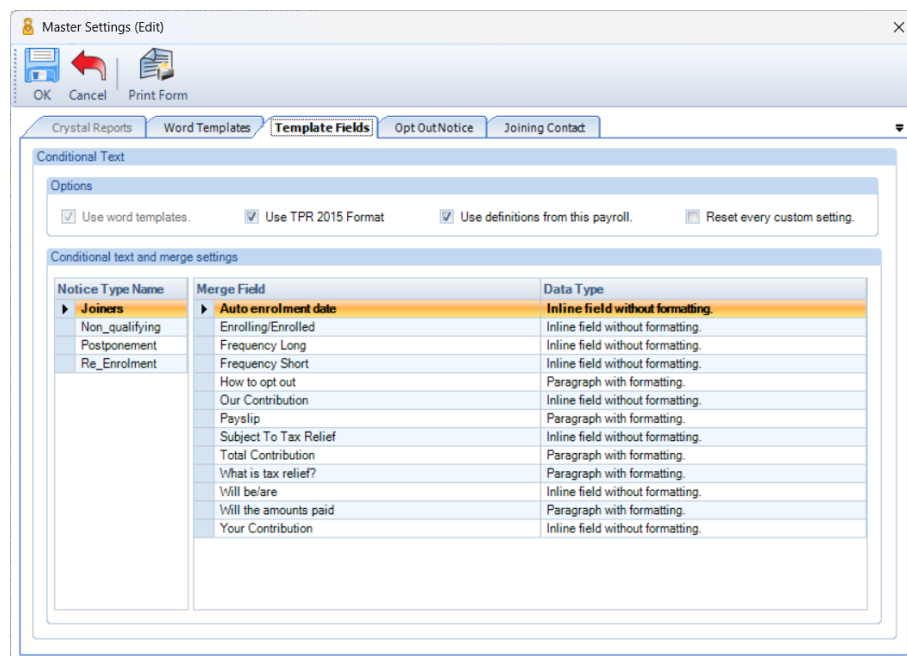 Master Settings (Edit)
OK Cancel Print Form
Crystal Reports Word Templates Template Fields Opt Out Notice Joining Contact
Conditional Text
Options
Use word templates. Use TPR 2015 Format Use definitions from this payroll. Reset every custom setting.
Conditional text and merge settings
Notice Type Name Merge Field Data Type
Joiners Auto enrolment date Inline field without formatting.
Non_qualifying Enrolling/Enrolled Inline field without formatting.
Postponement Frequency Long Inline field without formatting.
Re_Enrolment Frequency Short Inline field without formatting.
How to opt out Paragraph with formatting.
Our Contribution Inline field without formatting.
Payslip Paragraph with formatting.
Subject To Tax Relief Inline field without formatting.
Total Contribution Paragraph with formatting.
What is tax relief? Paragraph with formatting.
Will be/are Inline field without formatting.
Will the amounts paid Paragraph with formatting.
Your Contribution Inline field without formatting.